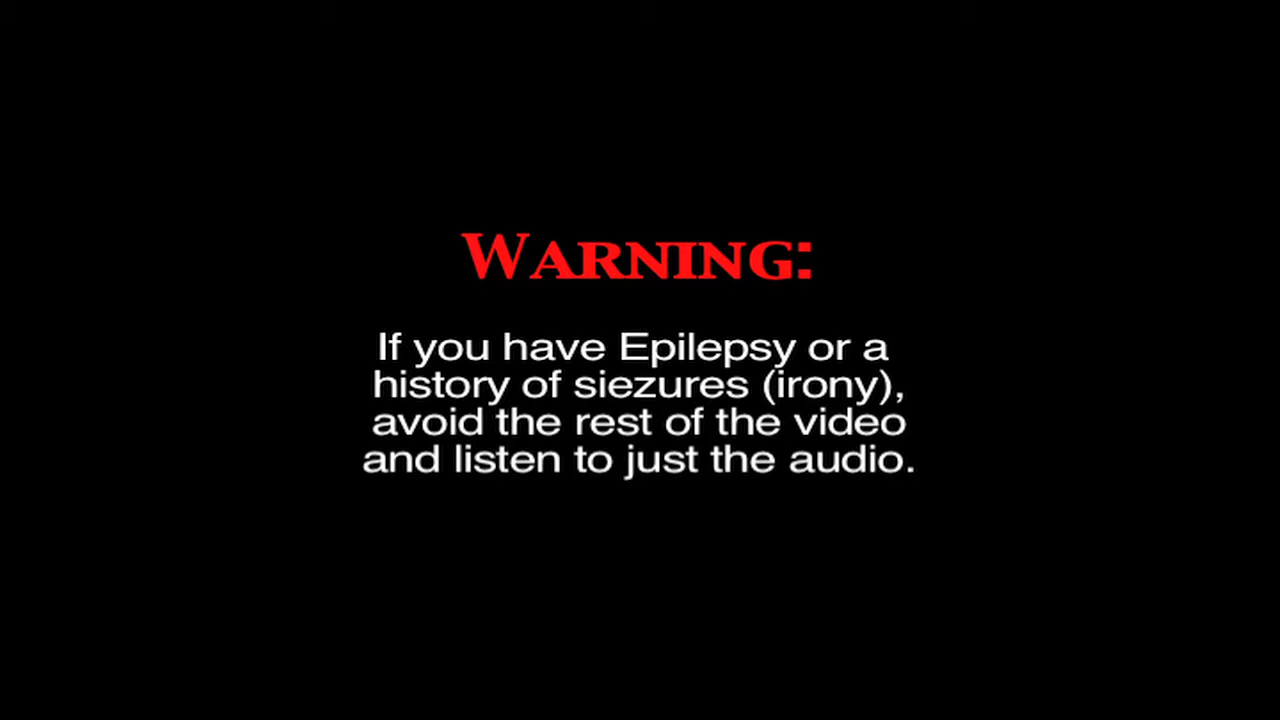 WARNING:
If you have Epilepsy or a
history of siezures (irony),
avoid the rest of the video
and listen to just the audio.